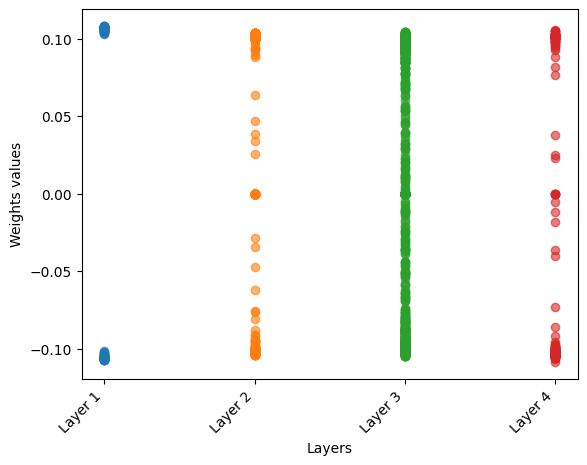 Weights values
0.10
0.05
0.00
−0.05
−0.10
Layer 1
Layer 2
Layer 3
Layer 4
Layers